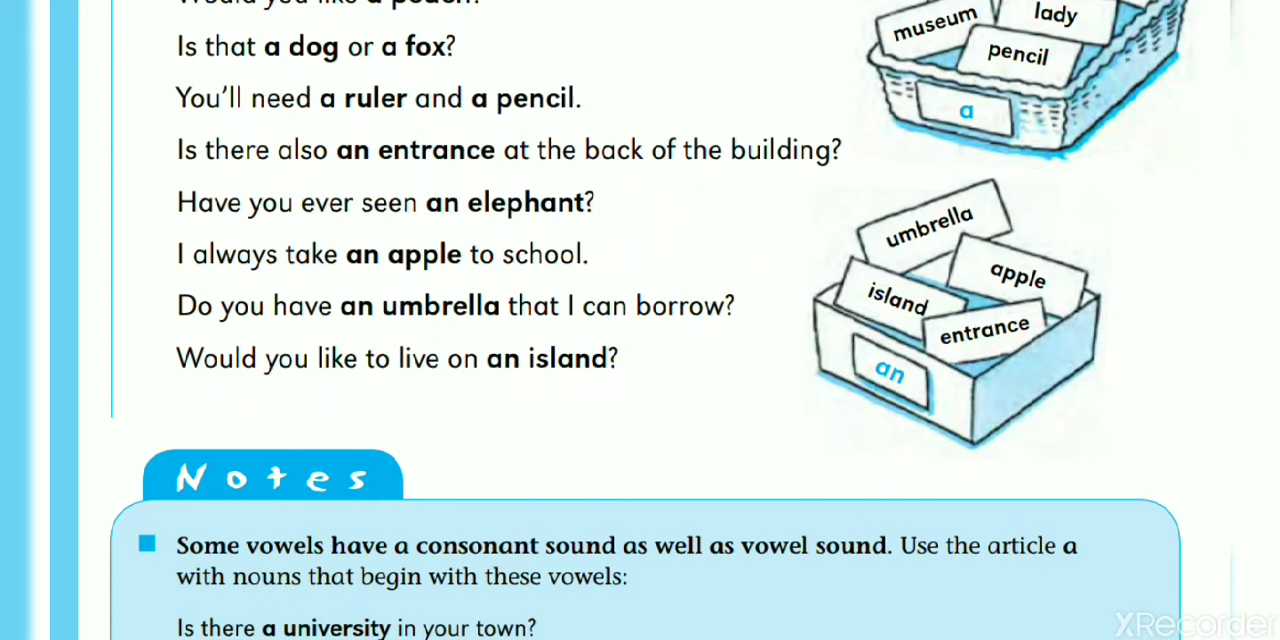 Would you like a peach?
Is that a dog or a fox?
You'll need a ruler and a pencil.
Is there also an entrance at the back of the building?
Have you ever seen an elephant?
I always take an apple to school.
Do you have an umbrella that I can borrow?
Would you like to live on an island?
museum
lady
pencil
a
umbrella
apple
island
entrance
an
Notes
Some vowels have a consonant sound as well as vowel sound. Use the article a
with nouns that begin with these vowels:
Is there a university in your town?
XRecorder